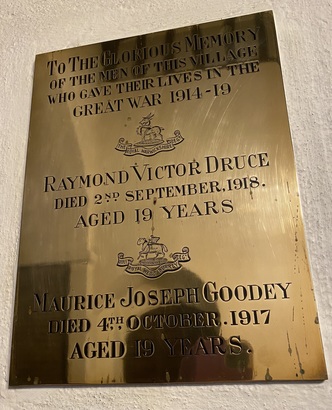 TO THE GLORIOUS MEMORY
OF THE MEN OF THIS VILLAGE
WHO GAVE THEIR LIVES IN THE
GREAT WAR 1914-19
RAYMOND VICTOR DRUCE
DIED 2ND SEPTEMBER, 1918.
AGED 19 YEARS
MAURICE JOSEPH GOODEY
DIED 4TH OCTOBER. 1917
AGED 19 YEARS.